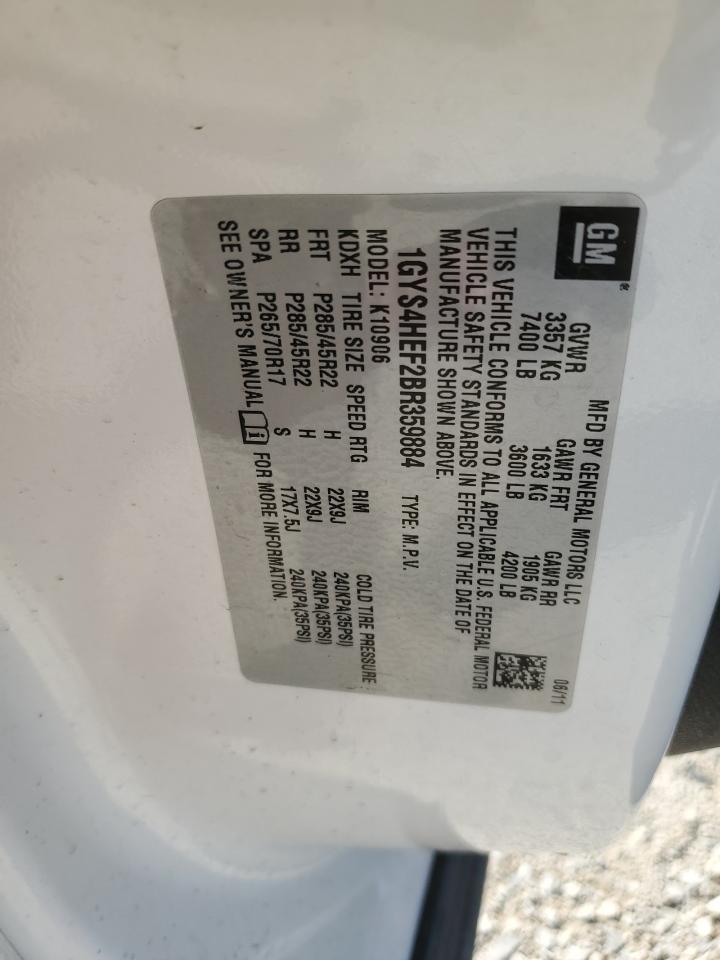 GM®
MFD BY GENERAL MOTORS LLC 06/11
GVWR GAWR FRT GAWR RR
3357 KG 1633 KG 1905 KG
7400 LB 3600 LB 4200 LB
THIS VEHICLE CONFORMS TO ALL APPLICABLE U.S. FEDERAL MOTOR
VEHICLE SAFETY STANDARDS IN EFFECT ON THE DATE OF
MANUFACTURE SHOWN ABOVE.
1GYS4HEF2BR359884 TYPE: M.P.V.
MODEL: K10906
KDXH TIRE SIZE SPEED RTG RIM COLD TIRE PRESSURE
FRT P285/45R22 H 22X9J 240KPA(35PSI)
RR P285/45R22 H 22X9J 240KPA(35PSI)
SPA P265/70R17 S 17X7.5J 240KPA(35PSI)
SEE OWNER'S MANUAL i FOR MORE INFORMATION.